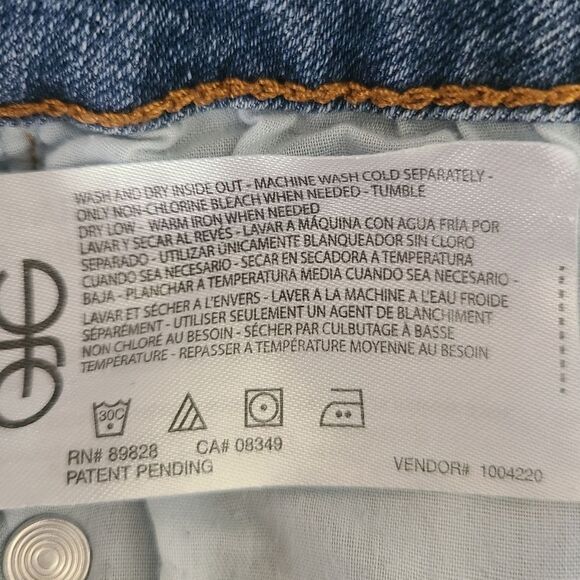 WASH AND DRY INSIDE OUT - MACHINE WASH COLD SEPARATELY -
ONLY NON-CHLORINE BLEACH WHEN NEEDED - TUMBLE
DRY LOW - WARM IRON WHEN NEEDED
LAVAR Y SECAR AL REVÉS - LAVAR A MÁQUINA CON AGUA FRÍA POR
SEPARADO - UTILIZAR ÚNICAMENTE BLANQUEADOR SIN CLORO
CUANDO SEA NECESARIO - SECAR EN SECADORA A TEMPERATURA
BAJA - PLANCHAR A TEMPERATURA MEDIA CUANDO SEA NECESARIO -
LAVAR ET SÉCHER A L'ENVERS - LAVER A LA MACHINE A L'EAU FROIDE
SÉPARÉMENT - UTILISER SEULEMENT UN AGENT DE BLANCHIMENT
NON CHLORÉ AU BESOIN - SÉCHER PAR CULBUTAGE À BASSE
TEMPÉRATURE - REPASSER A TEMPÉRATURE MOYENNE AU BESOIN
30C
RN# 89828 CA# 08349
PATENT PENDING
VENDOR# 1004220